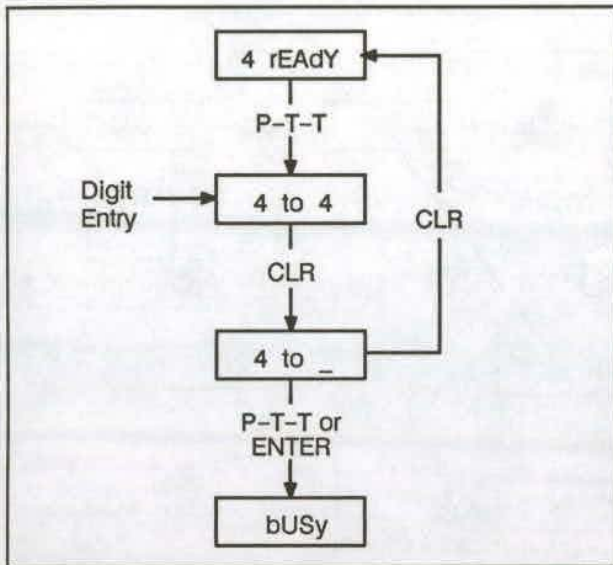 4 rEAdY
P-T-T
Digit
Entry
4 to 4
CLR
CLR
4 to _
P-T-T or
ENTER
bUSy